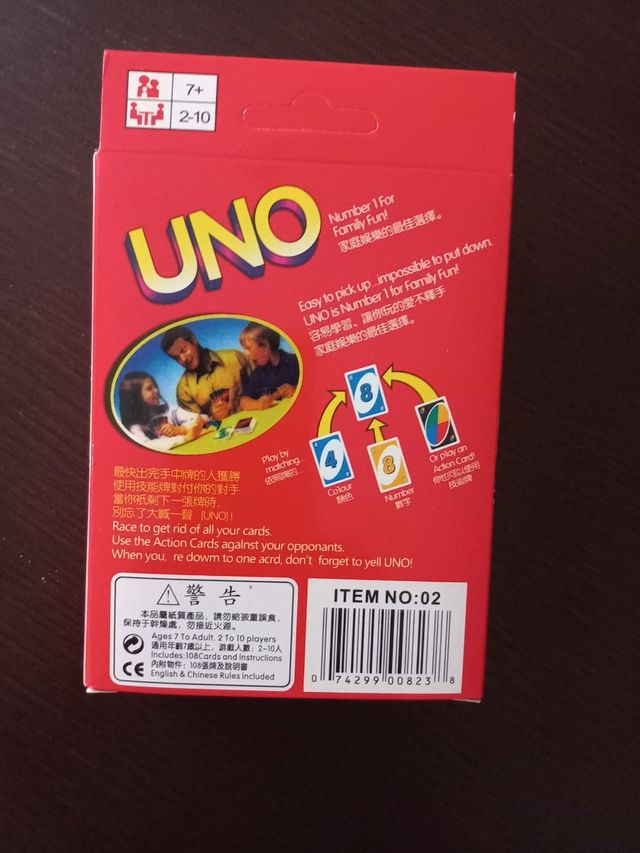 7+
2-10
UNO
Number 1 For
Family Fun!
家庭娛樂的最佳選擇。
Easy to pick up...impossible to put down.
UNO is Number 1 for Family Fun!
容易學習、讓你玩的愛不釋手
家庭娛樂的最佳選擇。
8
4
8
Play by
matching...
依照牌的...
Colour
顏色
Number
數字
Or play an
Action Card!
你也可以使用
技術牌
最快出完手中牌的人獲勝
使用技能牌對付你的對手
當你祇剩下一張牌時,
別忘了大喊一聲「UNO」!
Race to get rid of all your cards.
Use the Action Cards against your opponants.
When you, re dowm to one acrd, don't forget to yell UNO!
警告
本品屬紙質產品, 請勿給孩童誤食,
保持于幹燥處, 勿接近火源。
Ages 7 To Adult. 2 To 10 players
適用年齡7歲以上, 游戲人數: 2-10人
Includes:108Cards and Instructions
內附物件: 108張牌及說明書
English & Chinese Rules Included
CE
ITEM NO:02
0 74299 00823 8